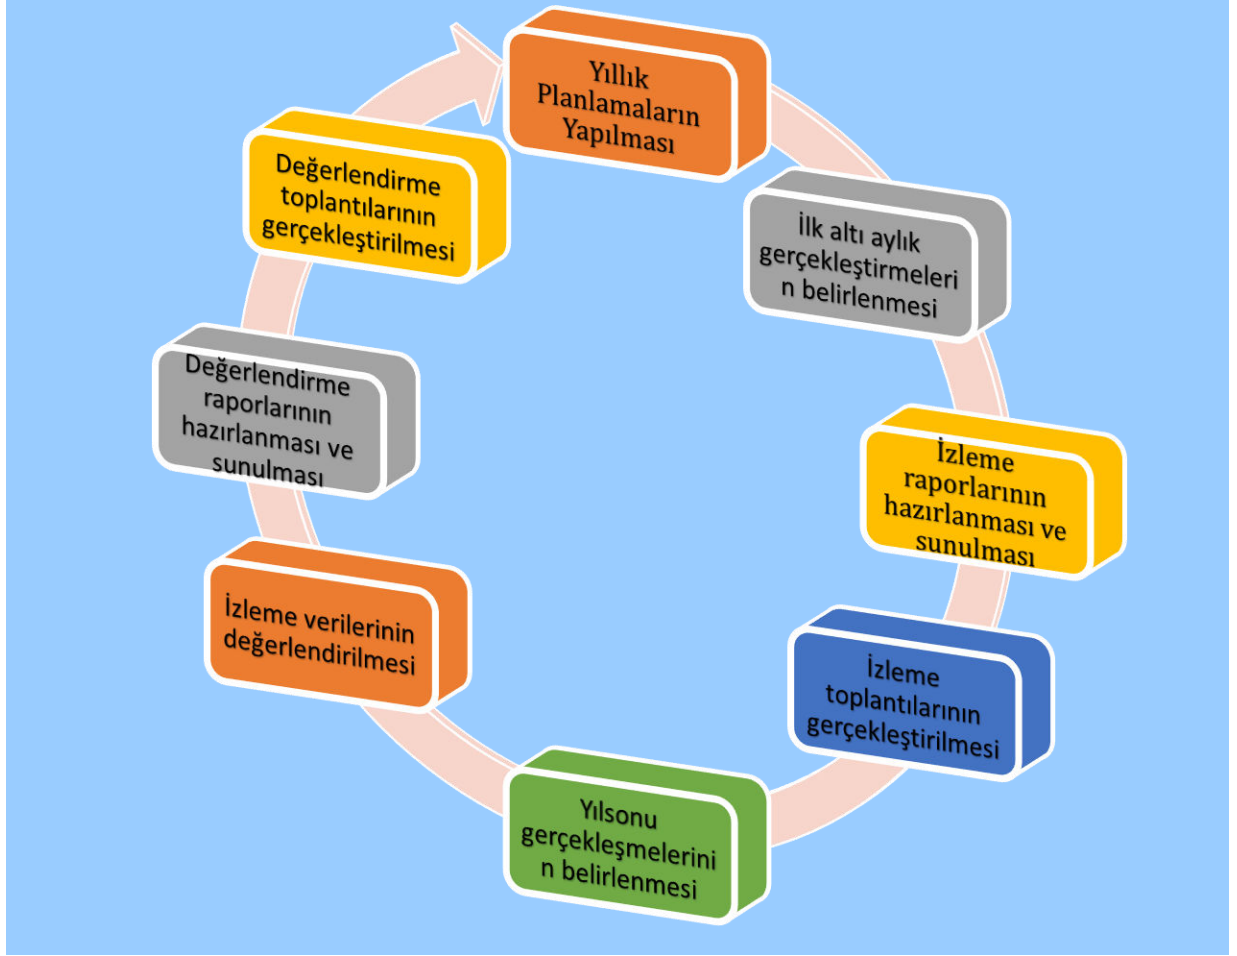 Yıllık
Planlamaların
Yapılması
İlk altı aylık
gerçekleştirmeleri
n belirlenmesi
İzleme
raporlarının
hazırlanması ve
sunulması
İzleme
toplantılarının
gerçekleştirilmesi
Yılsonu
gerçekleşmelerini
n belirlenmesi
İzleme verilerinin
değerlendirilmesi
Değerlendirme
raporlarının
hazırlanması ve
sunulması
Değerlendirme
toplantılarının
gerçekleştirilmesi